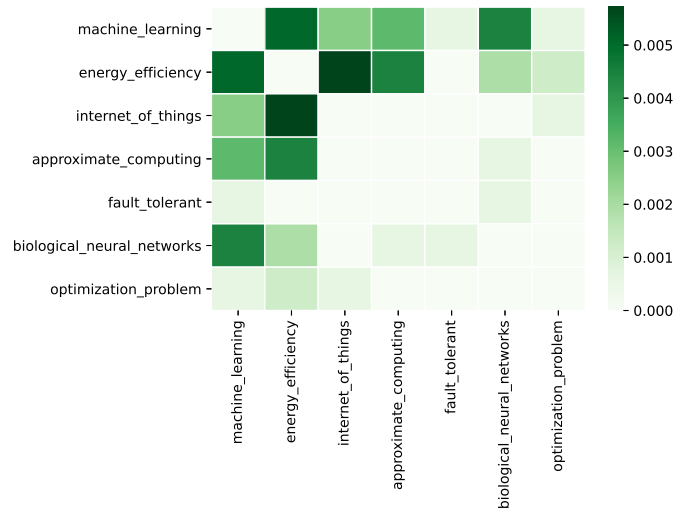 machine_learning
energy_efficiency
internet_of_things
approximate_computing
fault_tolerant
biological_neural_networks
optimization_problem
machine_learning
energy_efficiency
internet_of_things
approximate_computing
fault_tolerant
biological_neural_networks
optimization_problem
0.005
0.004
0.003
0.002
0.001
0.000